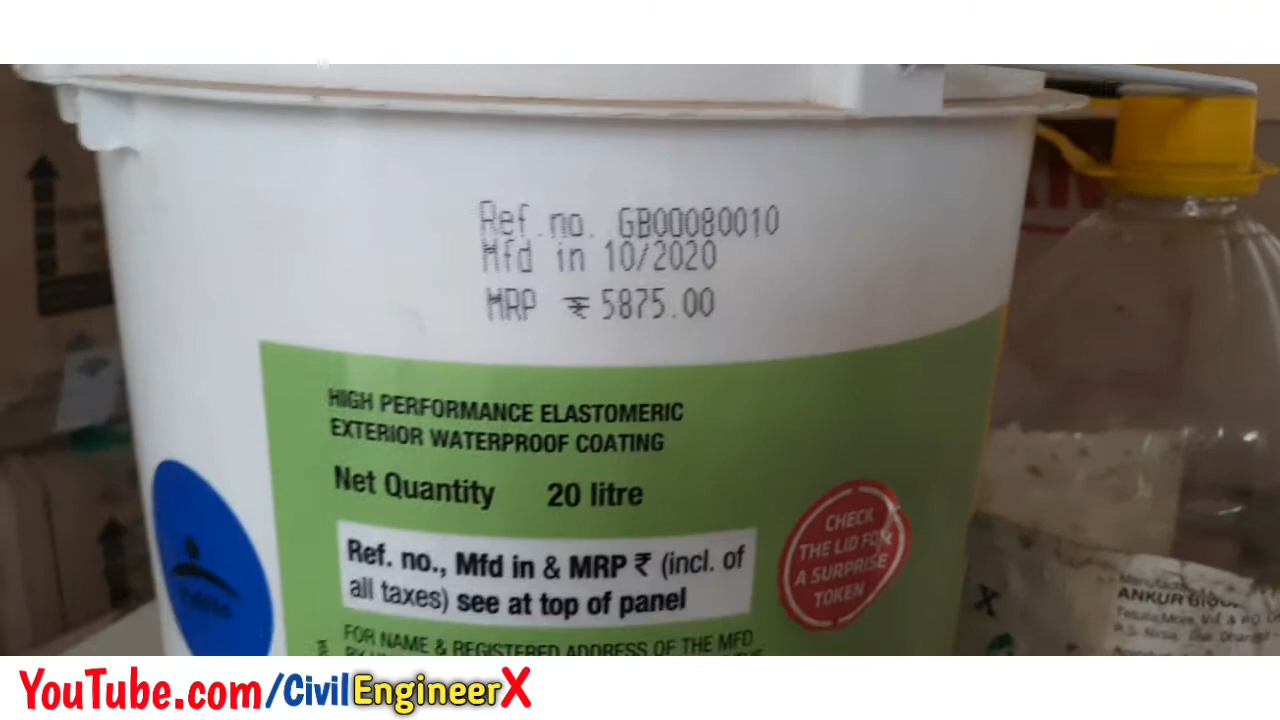 Ref.no. GB00080010
Mfd in 10/2020
MRP ₹ 5875.00
HIGH PERFORMANCE ELASTOMERIC
EXTERIOR WATERPROOF COATING
Net Quantity 20 litre
Ref. no., Mfd in & MRP ₹ (incl. of
all taxes) see at top of panel
CHECK
THE LID FOR
A SURPRISE
TOKEN
FOR NAME & REGISTERED ADDRESS OF THE MFD
X
ANKUR
YouTube.com/CivilEngineerX